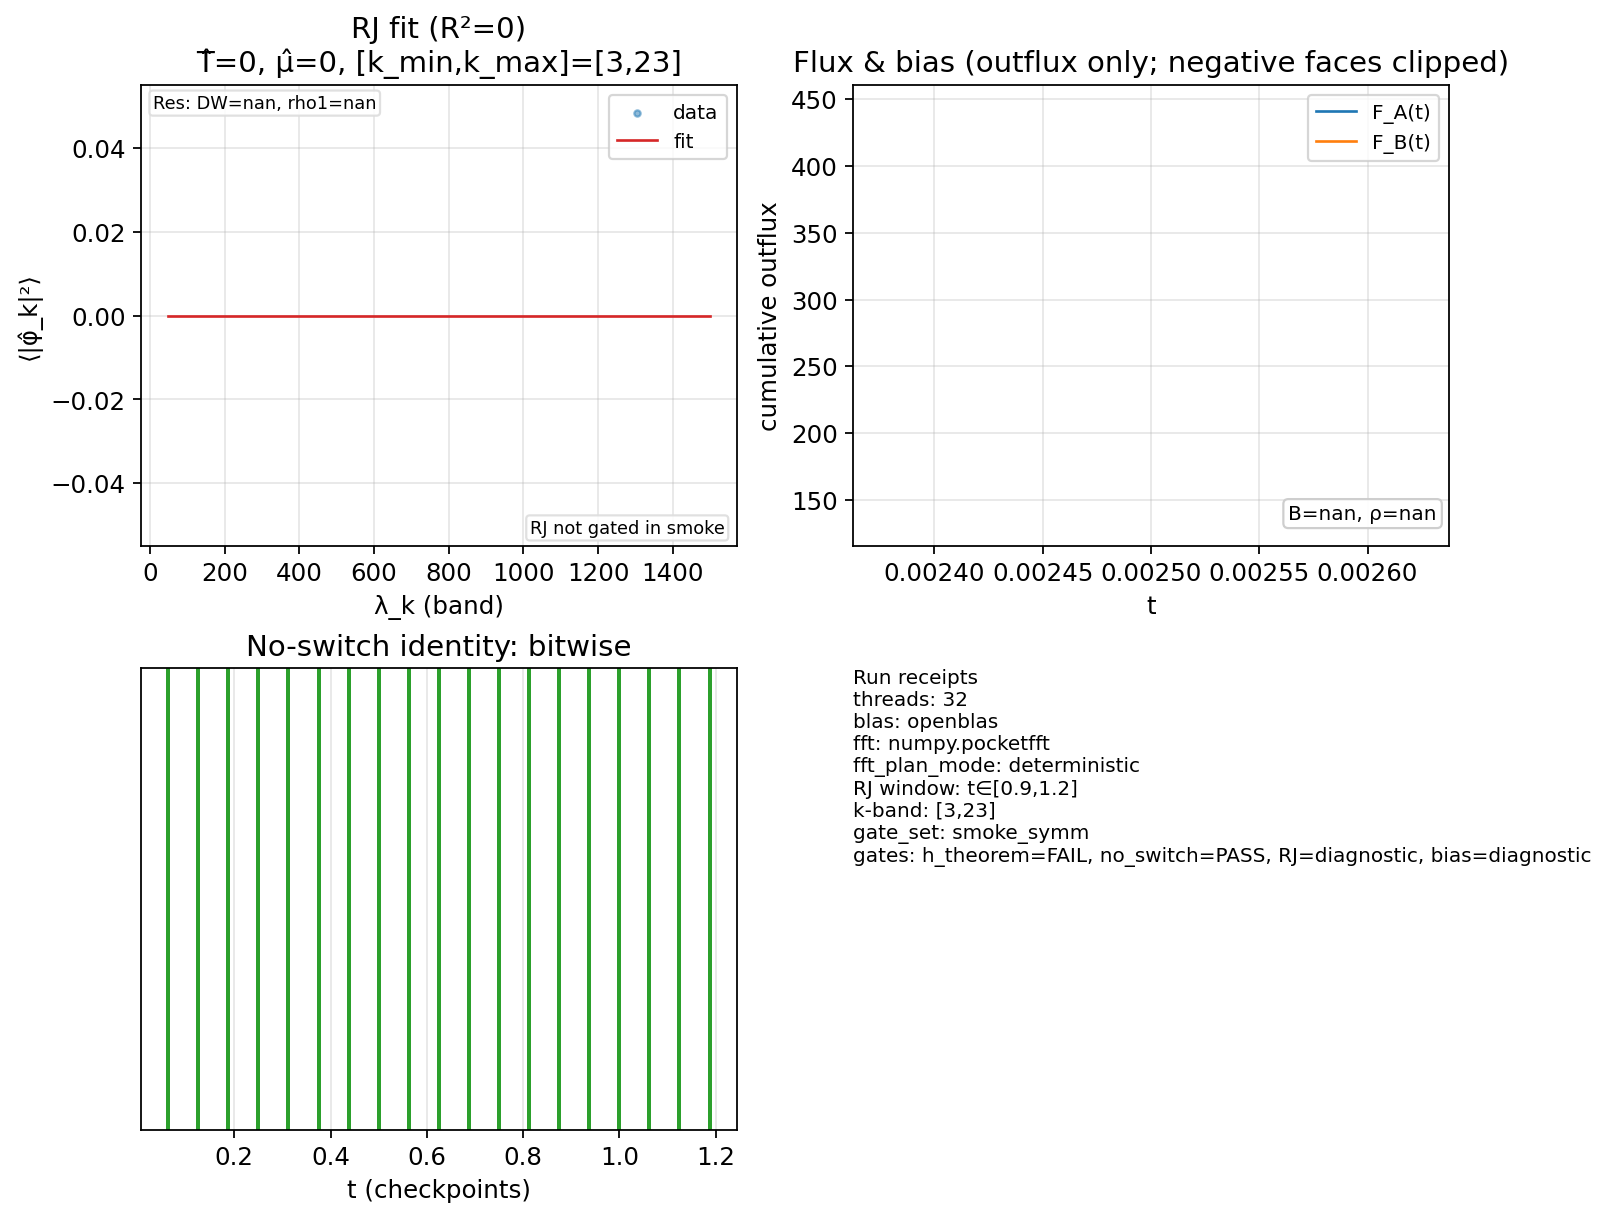 RJ fit (R²=0)
T̂=0, μ̂=0, [k_min,k_max]=[3,23]
Res: DW=nan, rho1=nan
data
fit
0.04
0.02
0.00
−0.02
−0.04
⟨|φ̂_k|²⟩
RJ not gated in smoke
0 200 400 600 800 1000 1200 1400
λ_k (band)
Flux & bias (outflux only; negative faces clipped)
F_A(t)
F_B(t)
450
400
350
300
250
200
150
cumulative outflux
B=nan, ρ=nan
0.00240 0.00245 0.00250 0.00255 0.00260
t
No-switch identity: bitwise
0.2 0.4 0.6 0.8 1.0 1.2
t (checkpoints)
Run receipts
threads: 32
blas: openblas
fft: numpy.pocketfft
fft_plan_mode: deterministic
RJ window: t∈[0.9,1.2]
k-band: [3,23]
gate_set: smoke_symm
gates: h_theorem=FAIL, no_switch=PASS, RJ=diagnostic, bias=diagnostic